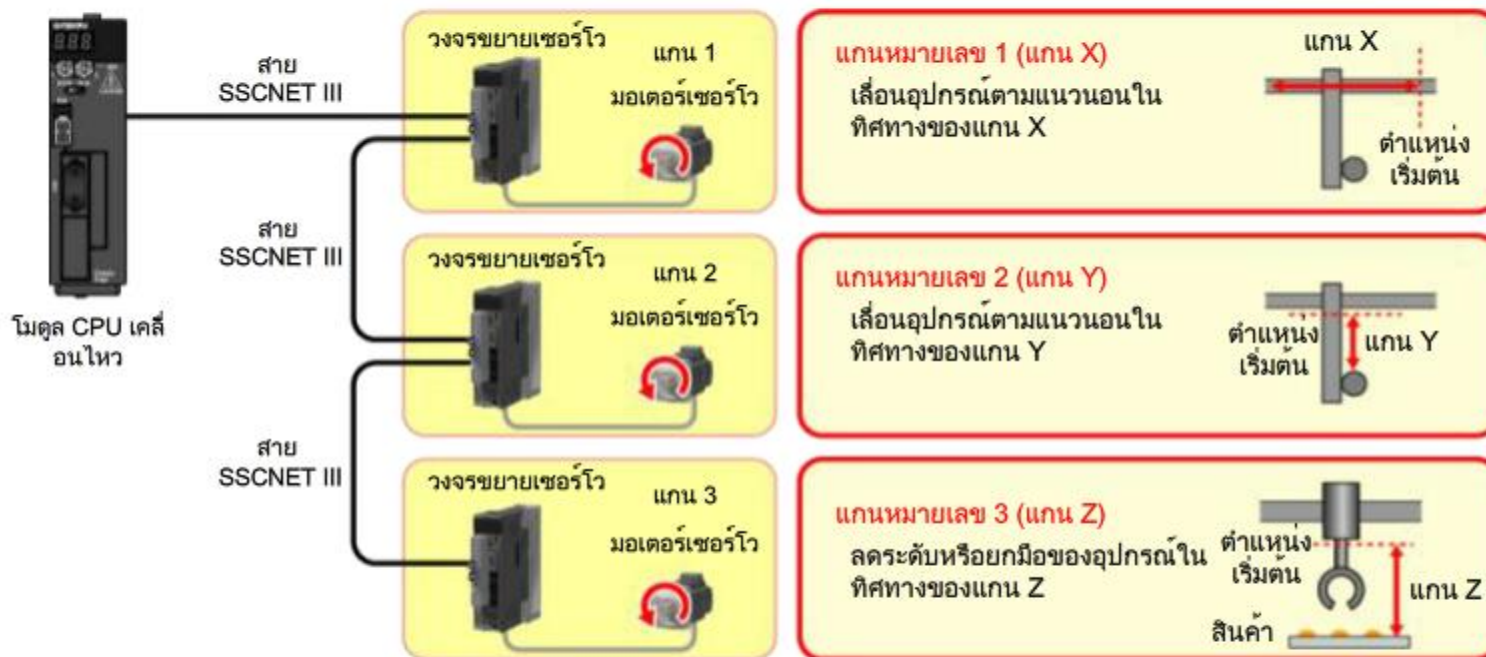 สาย
SSCNET III
วงจรขยายเซอร์โว
แกน 1
มอเตอร์เซอร์โว
แกนหมายเลข 1 (แกน X)
เลื่อนอุปกรณ์ตามแนวนอนใน
ทิศทางของแกน X
แกน X
ตำแหน่ง
เริ่มต้น
โมดูล CPU เคลื่
อนไหว
สาย
SSCNET III
วงจรขยายเซอร์โว
แกน 2
มอเตอร์เซอร์โว
แกนหมายเลข 2 (แกน Y)
เลื่อนอุปกรณ์ตามแนวนอนใน
ทิศทางของแกน Y
ตำแหน่ง
เริ่มต้น
แกน Y
สาย
SSCNET III
วงจรขยายเซอร์โว
แกน 3
มอเตอร์เซอร์โว
แกนหมายเลข 3 (แกน Z)
ลดระดับหรือยกมือของอุปกรณ์ใน
ทิศทางของแกน Z
ตำแหน่ง
เริ่มต้น
แกน Z
สินค้า